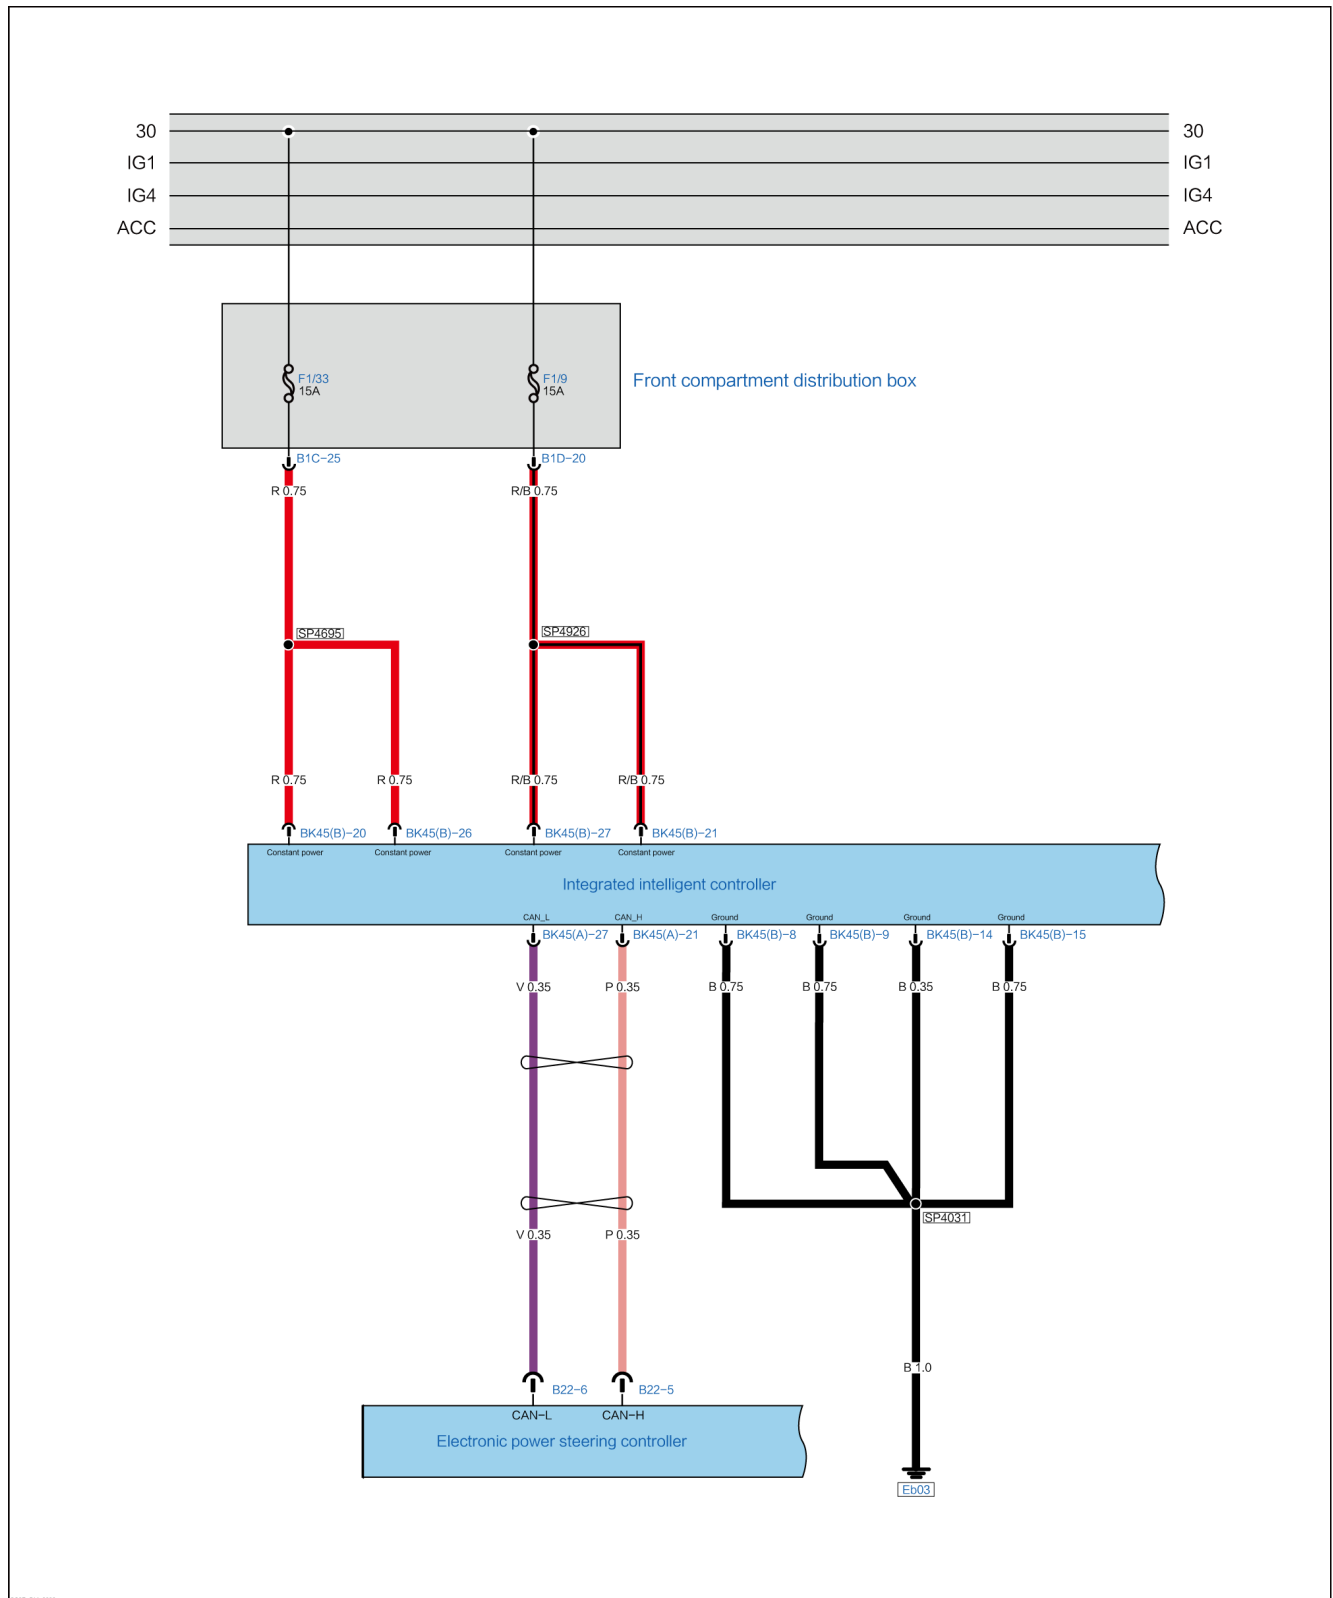 30 30
IG1 IG1
IG4 IG4
ACC ACC
F1/33 F1/9
15A 15A
Front compartment distribution box
B1C-25 B1D-20
R 0.75 R/B 0.75
SP4695 SP4926
R 0.75 R 0.75 R/B 0.75 R/B 0.75
BK45(B)-20 BK45(B)-26 BK45(B)-27 BK45(B)-21
Constant power Constant power Constant power Constant power
Integrated intelligent controller
CAN_L CAN_H Ground Ground Ground Ground
BK45(A)-27 BK45(A)-21 BK45(B)-8 BK45(B)-9 BK45(B)-14 BK45(B)-15
V 0.35 P 0.35 B 0.75 B 0.75 B 0.35 B 0.75
SP4031
V 0.35 P 0.35
B 1.0
B22-6 B22-5
CAN-L CAN-H
Electronic power steering controller
Eb03